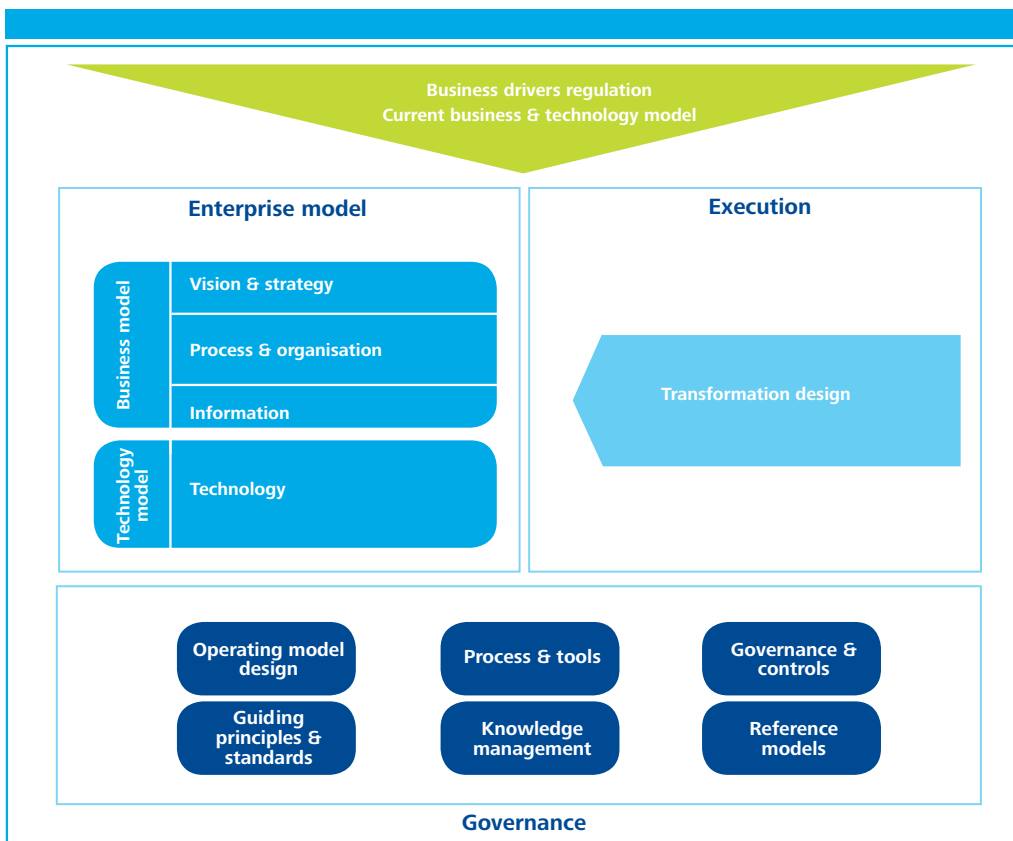 Business drivers regulation
Current business & technology model
Enterprise model
Business model
Vision & strategy
Process & organisation
Information
Technology
model
Technology
Execution
Transformation design
Operating model
design
Process & tools
Governance &
controls
Guiding
principles &
standards
Knowledge
management
Reference
models
Governance